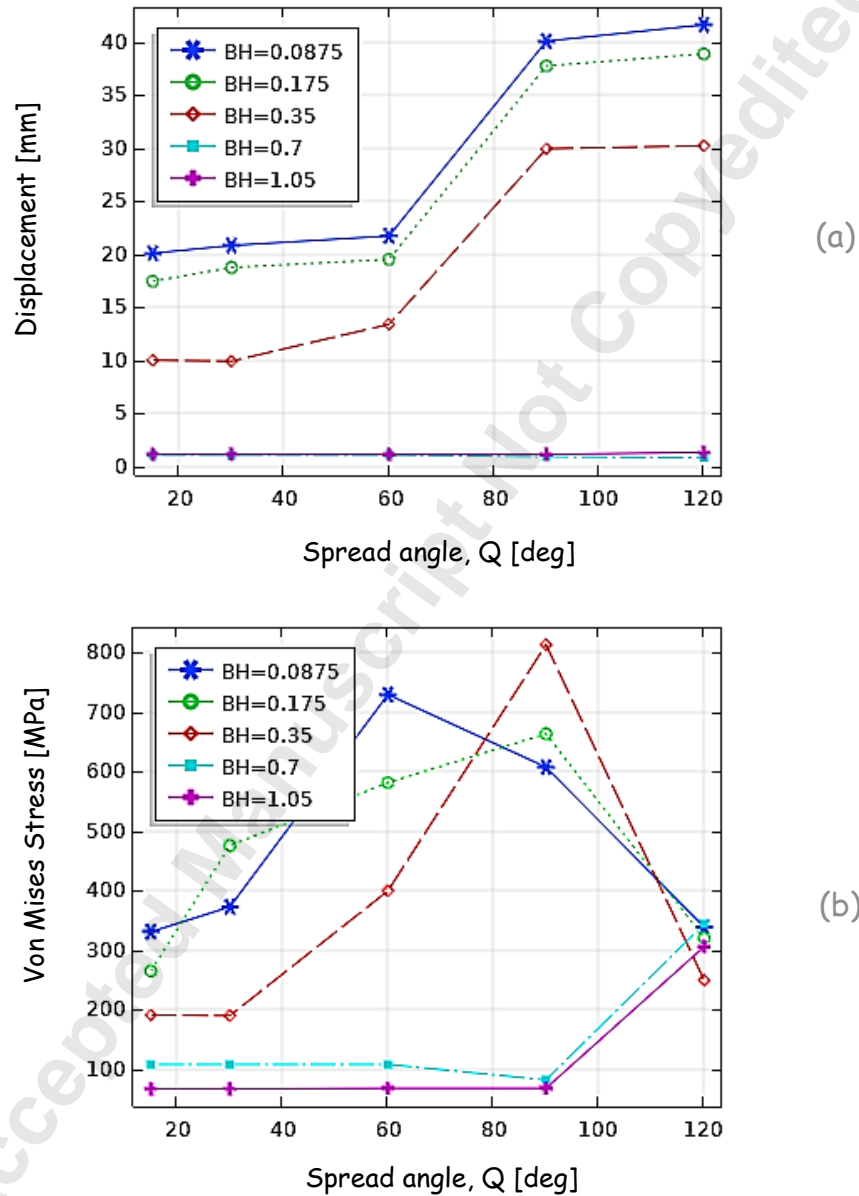 Displacement [mm]
40
35
30
25
20
15
10
5
0
BH=0.0875
BH=0.175
BH=0.35
BH=0.7
BH=1.05
20 40 60 80 100 120
Spread angle, Q [deg]
(a)
Von Mises Stress [MPa]
800
700
600
500
400
300
200
100
BH=0.0875
BH=0.175
BH=0.35
BH=0.7
BH=1.05
20 40 60 80 100 120
Spread angle, Q [deg]
(b)
Accepted Manuscript Not Copyedited